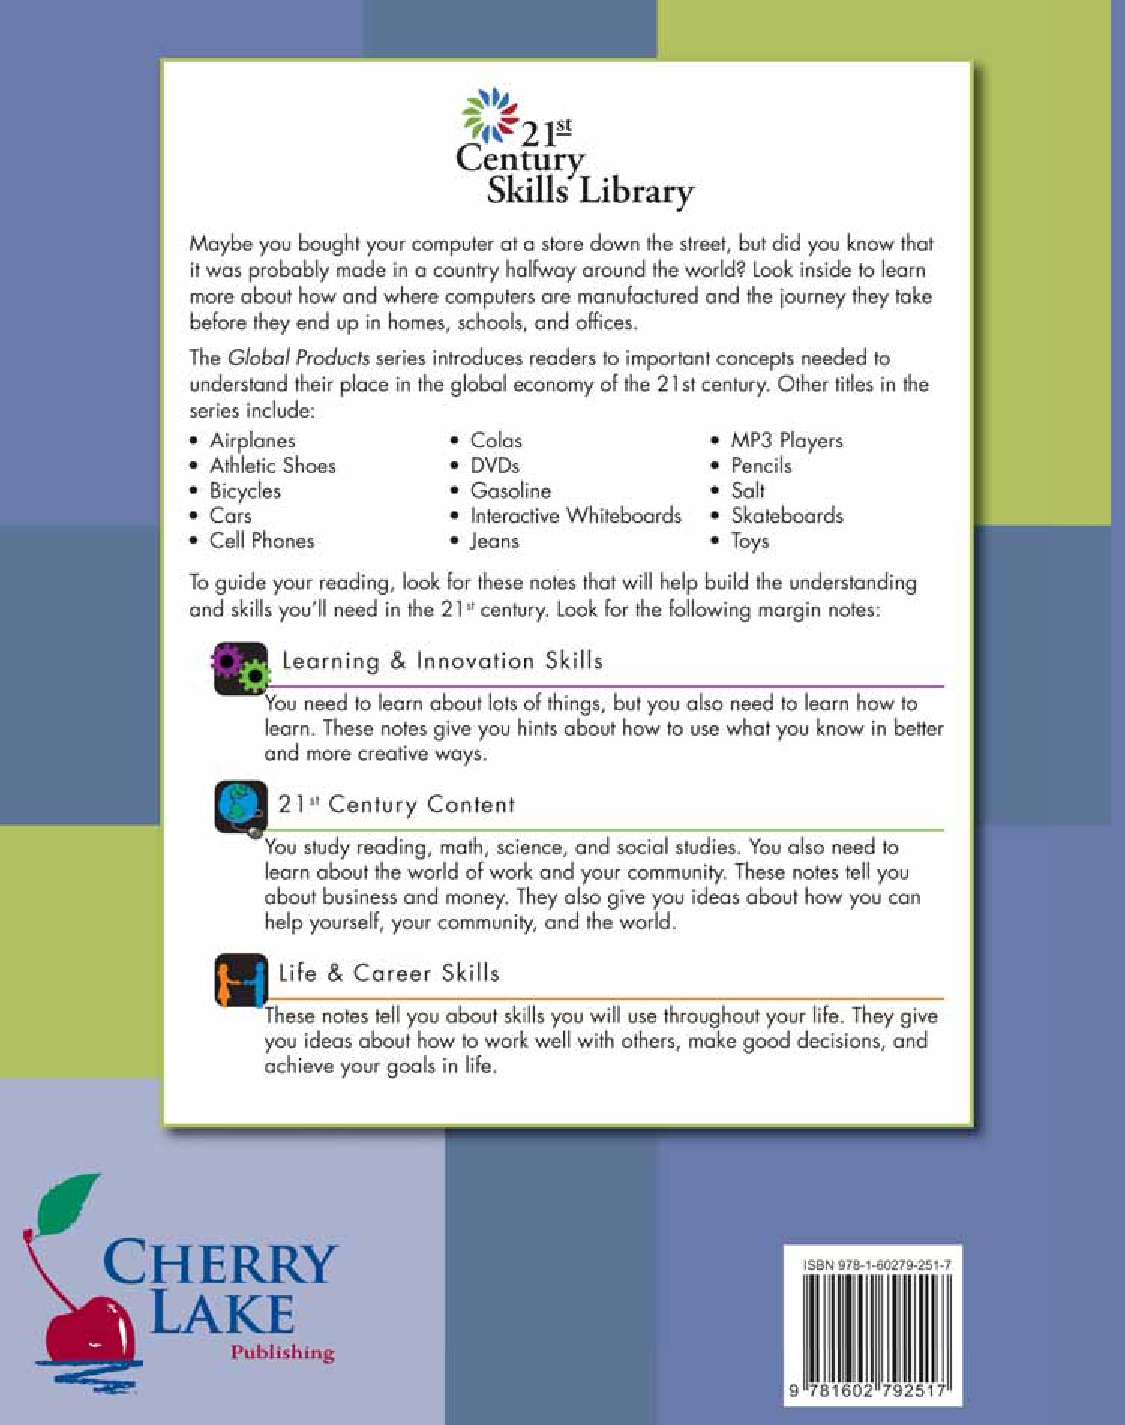 21st
Century
Skills Library
Maybe you bought your computer at a store down the street, but did you know that
it was probably made in a country halfway around the world? Look inside to learn
more about how and where computers are manufactured and the journey they take
before they end up in homes, schools, and offices.
The Global Products series introduces readers to important concepts needed to
understand their place in the global economy of the 21st century. Other titles in the
series include:
• Airplanes
• Athletic Shoes
• Bicycles
• Cars
• Cell Phones
• Colas
• DVDs
• Gasoline
• Interactive Whiteboards
• Jeans
• MP3 Players
• Pencils
• Salt
• Skateboards
• Toys
To guide your reading, look for these notes that will help build the understanding
and skills you'll need in the 21st century. Look for the following margin notes:
Learning & Innovation Skills
You need to learn about lots of things, but you also need to learn how to
learn. These notes give you hints about how to use what you know in better
and more creative ways.
21st Century Content
You study reading, math, science, and social studies. You also need to
learn about the world of work and your community. These notes tell you
about business and money. They also give you ideas about how you can
help yourself, your community, and the world.
Life & Career Skills
These notes tell you about skills you will use throughout your life. They give
you ideas about how to work well with others, make good decisions, and
achieve your goals in life.
CHERRY
LAKE
Publishing
ISBN 978-1-60279-251-7
9 781602 792517